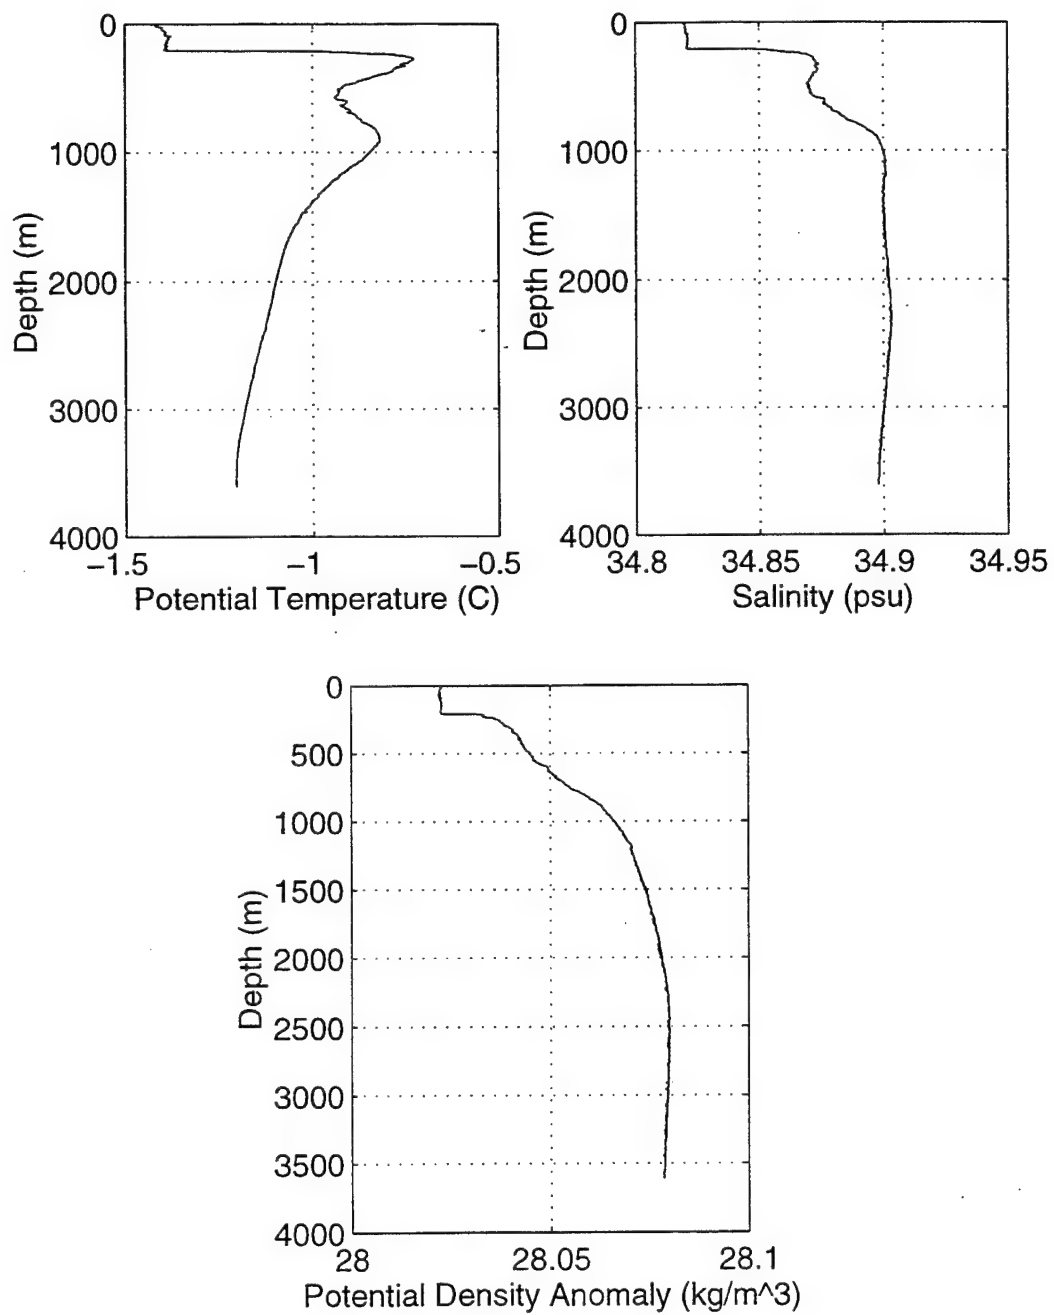 0
1000
2000
3000
4000
Depth (m)
−1.5 −1 −0.5
Potential Temperature (C)
0
1000
2000
3000
4000
Depth (m)
34.8 34.85 34.9 34.95
Salinity (psu)
0
500
1000
1500
2000
2500
3000
3500
4000
Depth (m)
28 28.05 28.1
Potential Density Anomaly (kg/m^3)